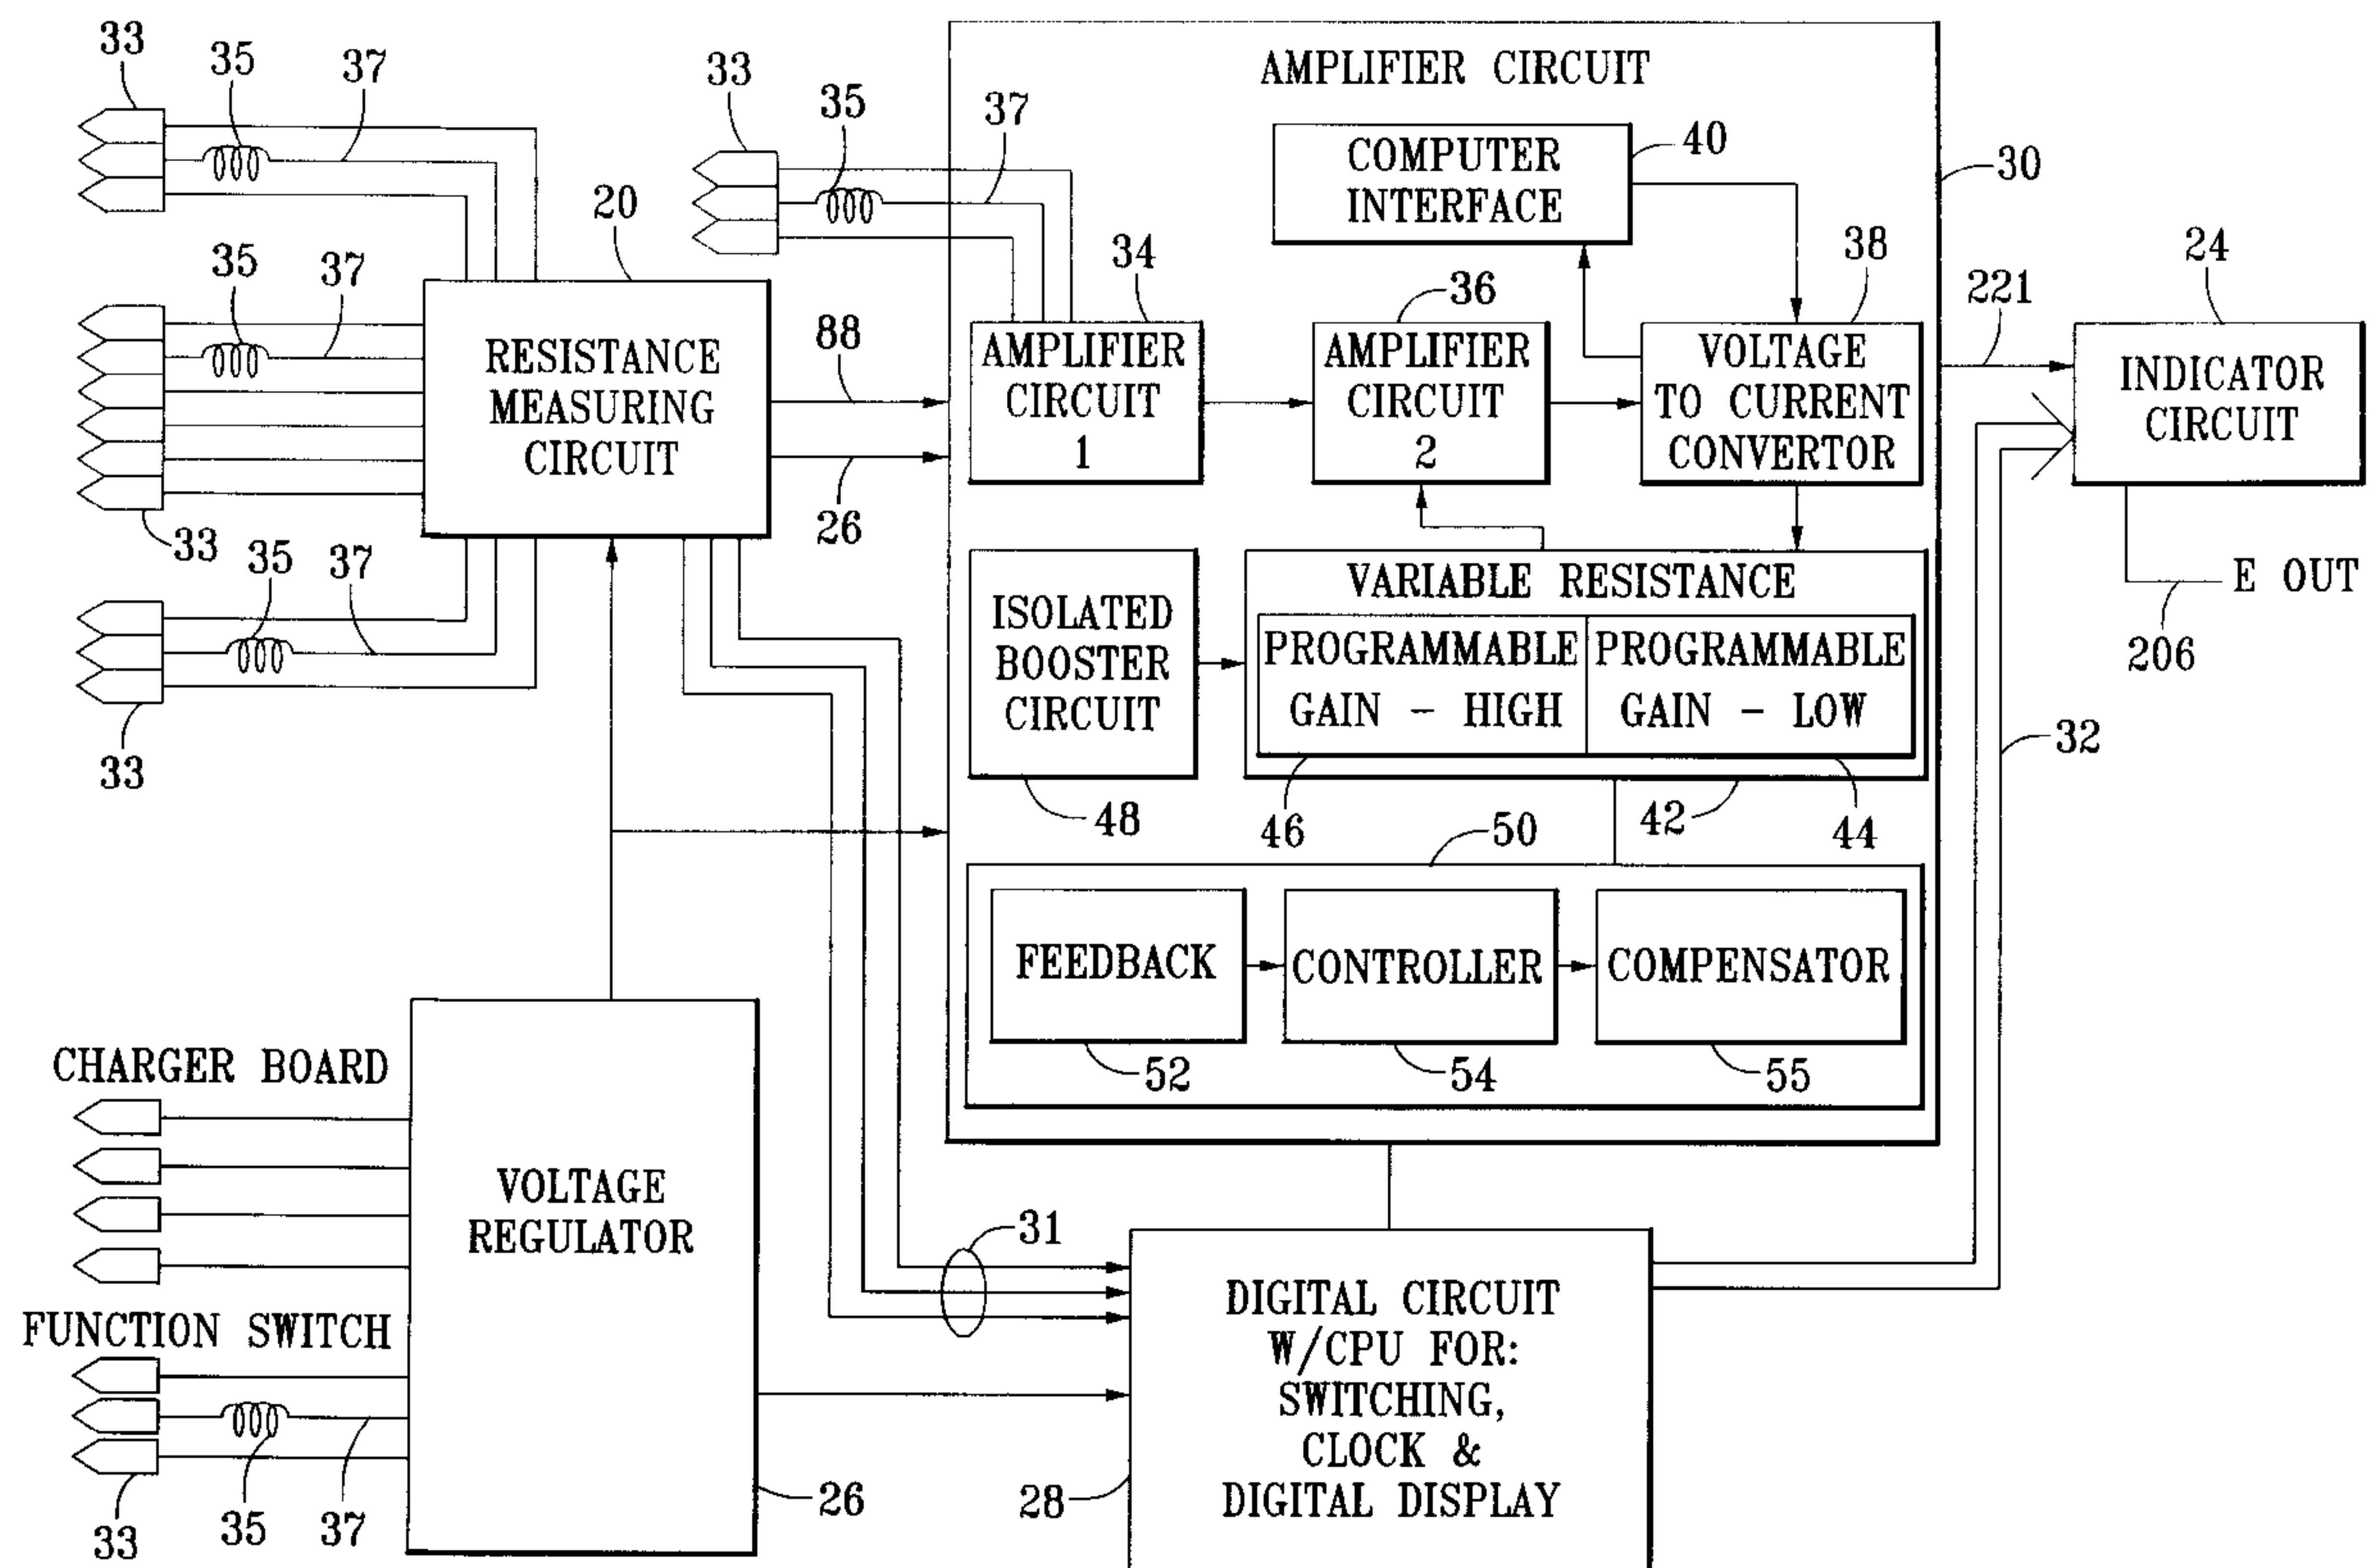 33
35
37
33
35
37
20
AMPLIFIER CIRCUIT
COMPUTER
INTERFACE
40
30
35
37
33
RESISTANCE
MEASURING
CIRCUIT
88
26
34
AMPLIFIER
CIRCUIT
1
36
AMPLIFIER
CIRCUIT
2
38
VOLTAGE
TO CURRENT
CONVERTOR
221
24
INDICATOR
CIRCUIT
E OUT
206
35
37
33
ISOLATED
BOOSTER
CIRCUIT
48
VARIABLE RESISTANCE
PROGRAMMABLE
GAIN - HIGH
PROGRAMMABLE
GAIN - LOW
46
42
44
32
50
FEEDBACK
CONTROLLER
COMPENSATOR
52
54
55
CHARGER BOARD
VOLTAGE
REGULATOR
FUNCTION SWITCH
33
35
37
26
31
28
DIGITAL CIRCUIT
W/CPU FOR:
SWITCHING,
CLOCK &
DIGITAL DISPLAY